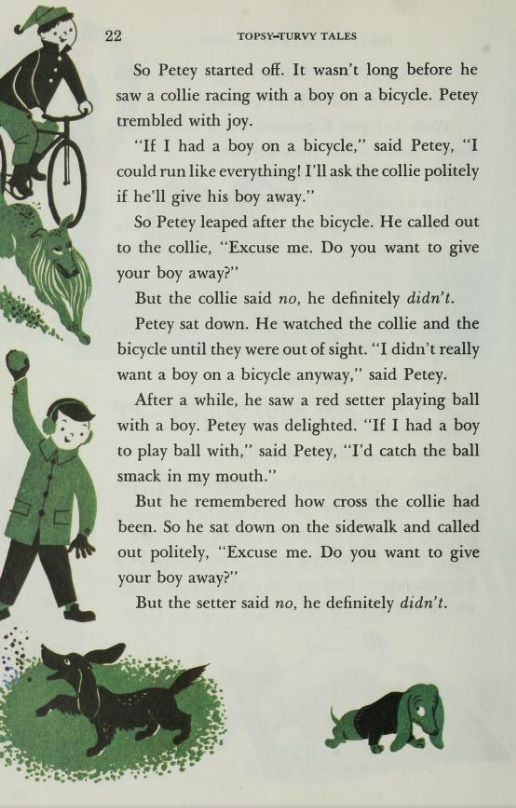 22
TOPSY-TURVY TALES
So Petey started off. It wasn't long before he
saw a collie racing with a boy on a bicycle. Petey
trembled with joy.
"If I had a boy on a bicycle," said Petey, "I
could run like everything! I'll ask the collie politely
if he'll give his boy away."
So Petey leaped after the bicycle. He called out
to the collie, "Excuse me. Do you want to give
your boy away?"
But the collie said no, he definitely didn't.
Petey sat down. He watched the collie and the
bicycle until they were out of sight. "I didn't really
want a boy on a bicycle anyway," said Petey.
After a while, he saw a red setter playing ball
with a boy. Petey was delighted. "If I had a boy
to play ball with," said Petey, "I'd catch the ball
smack in my mouth."
But he remembered how cross the collie had
been. So he sat down on the sidewalk and called
out politely, "Excuse me. Do you want to give
your boy away?"
But the setter said no, he definitely didn't.